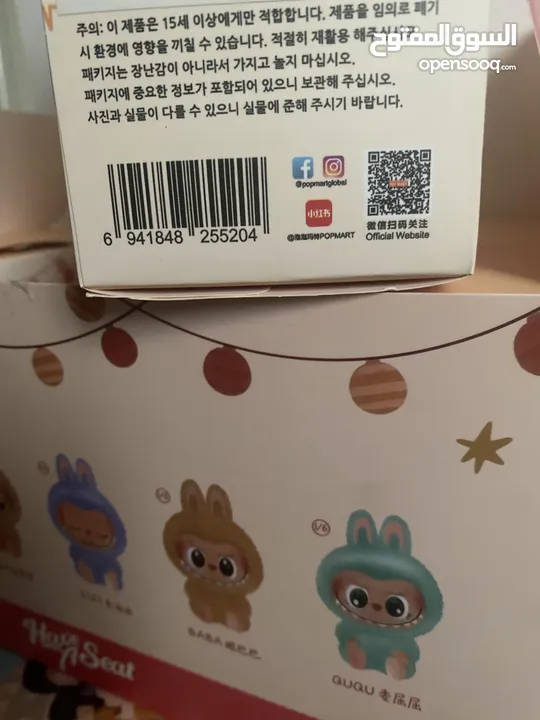 السوق المفتوح
opensooq.com
주의: 이 제품은 15세 이상에게만 적합합니다. 제품을 임의로 폐기
시 환경에 영향을 끼칠 수 있습니다. 적절히 재활용 해주시
패키지는 장난감이 아니라서 가지고 놀지 마십시오.
패키지에 중요한 정보가 포함되어 있으니 보관해 주십시오.
사진과 실물이 다를 수 있으니 실물에 준해 주시기 바랍니다.
@popmartglobal
小红书
@泡泡玛特POPMART
微信扫码关注
Official Website
6 941848 255204
1/6
1/6
BABA
QUQU 委屈屈
Have
A Seat